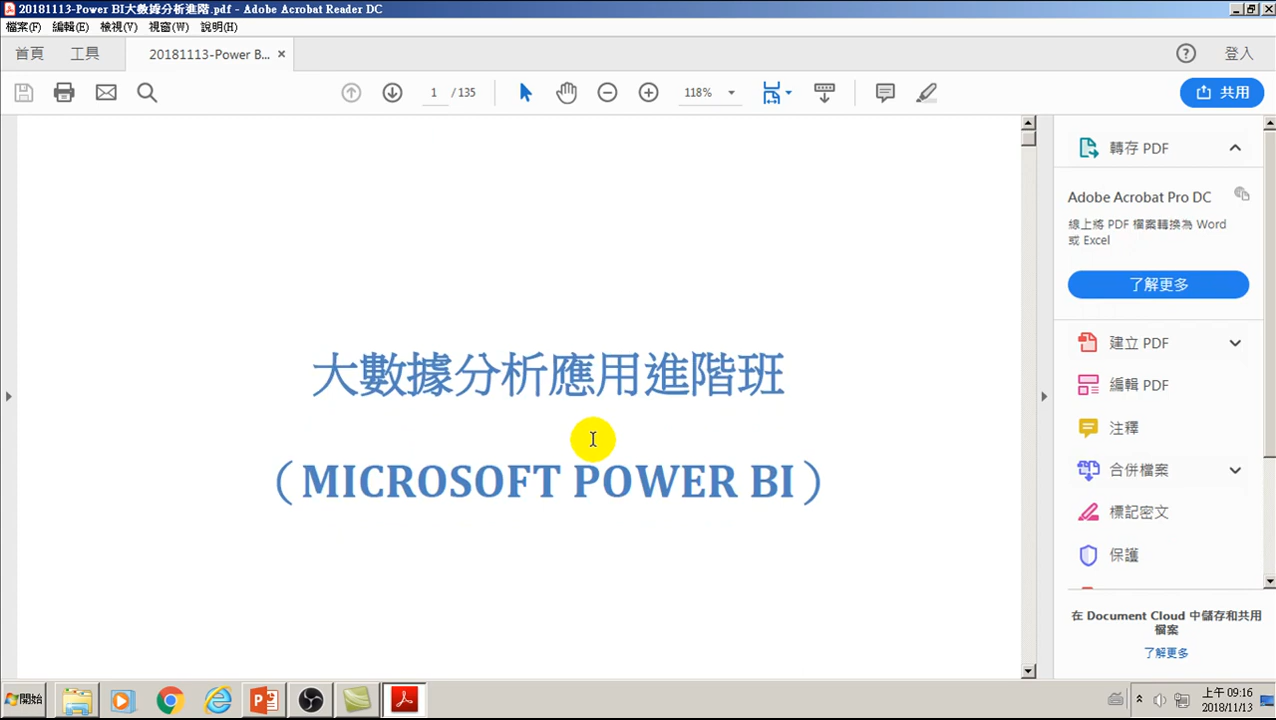 20181113-Power BI大數據分析進階.pdf - Adobe Acrobat Reader DC
檔案(F) 編輯(E) 檢視(V) 視窗(W) 說明(H)
首頁 工具 20181113-Power B... × 登入
1 / 135 118% 共用
轉存 PDF
Adobe Acrobat Pro DC
線上將 PDF 檔案轉換為 Word
或 Excel
了解更多
建立 PDF
編輯 PDF
注釋
合併檔案
標記密文
保護
在 Document Cloud 中儲存和共用
檔案
了解更多
大數據分析應用進階班
（MICROSOFT POWER BI）
開始
上午 09:16
2018/11/13